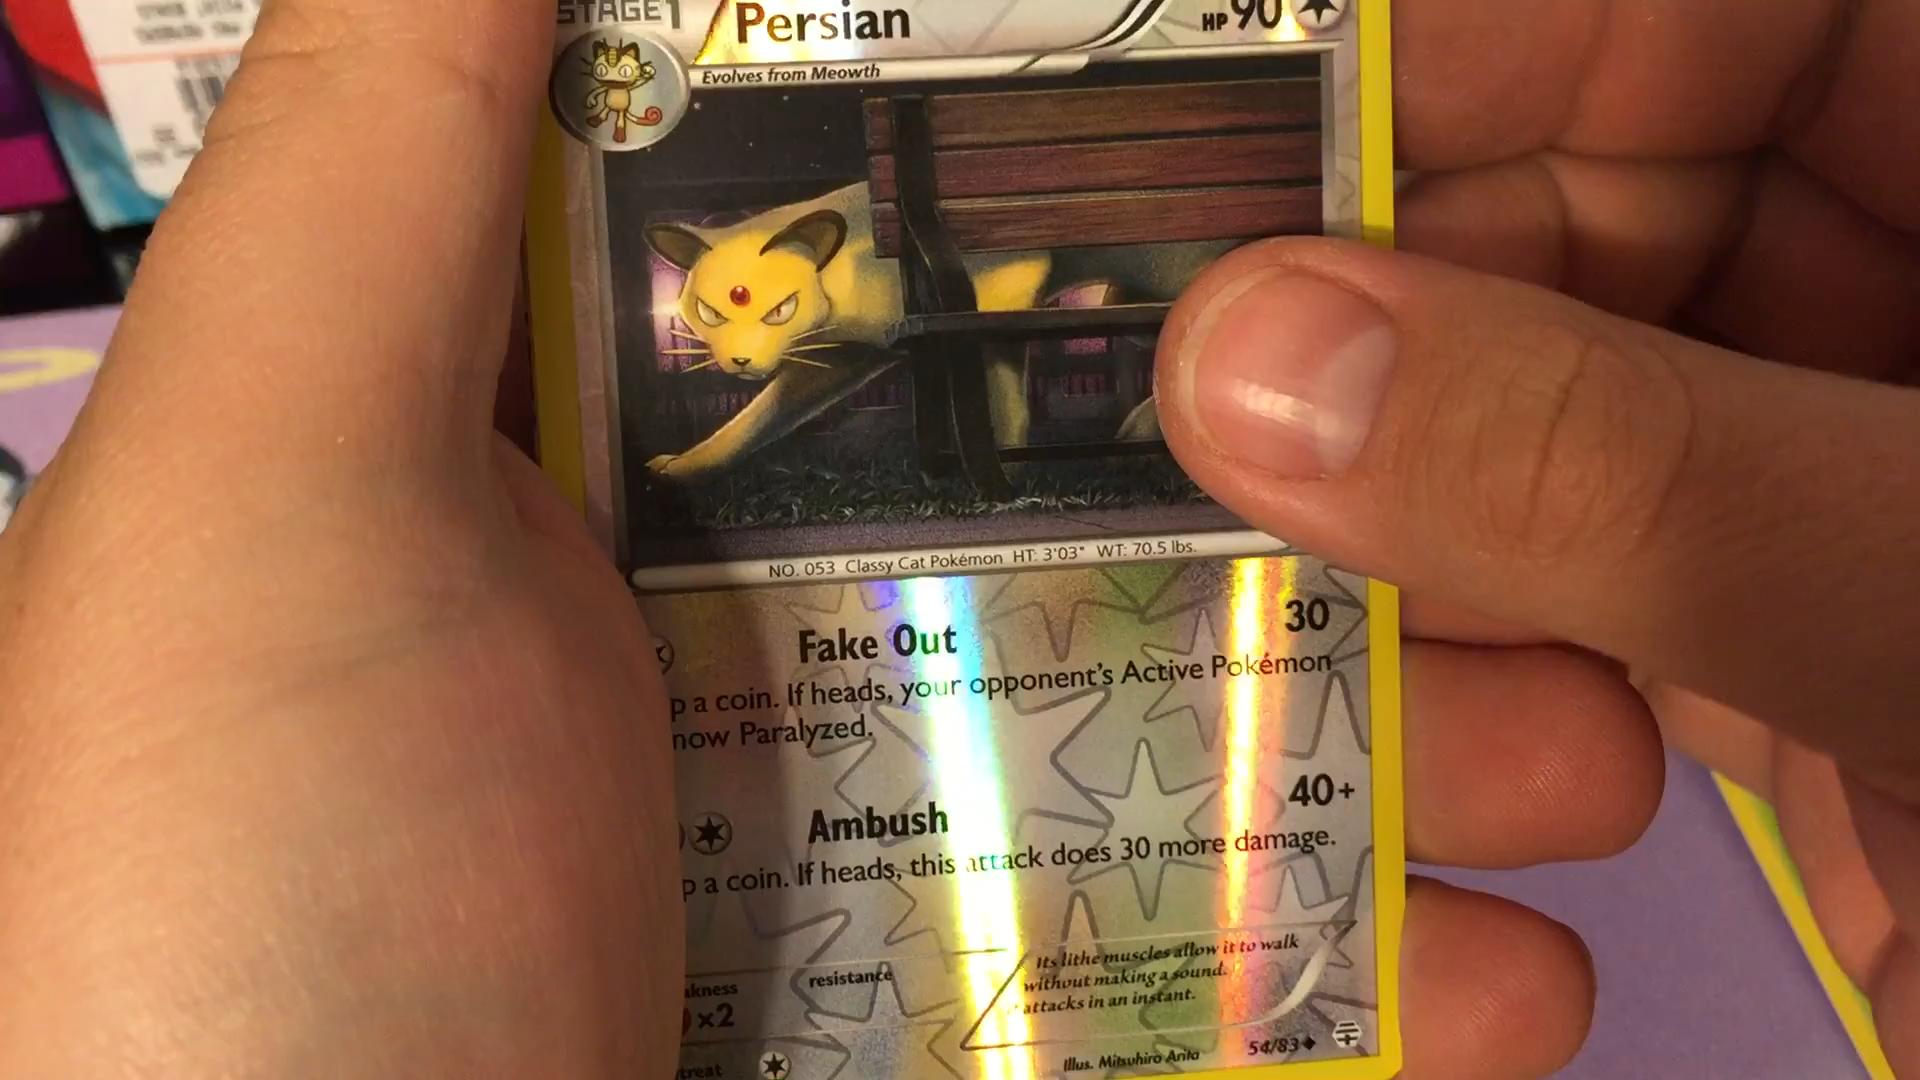 STAGE1
Persian
HP 90
Evolves from Meowth
NO. 053 Classy Cat Pokémon HT: 3'03" WT: 70.5 lbs.
Fake Out 30
p a coin. If heads, your opponent's Active Pokémon
now Paralyzed.
Ambush 40+
p a coin. If heads, this attack does 30 more damage.
akness
resistance
x2
Its lithe muscles allow it to walk
without making a sound.
attacks in an instant.
treat
Illus. Mitsuhiro Arita
54/83